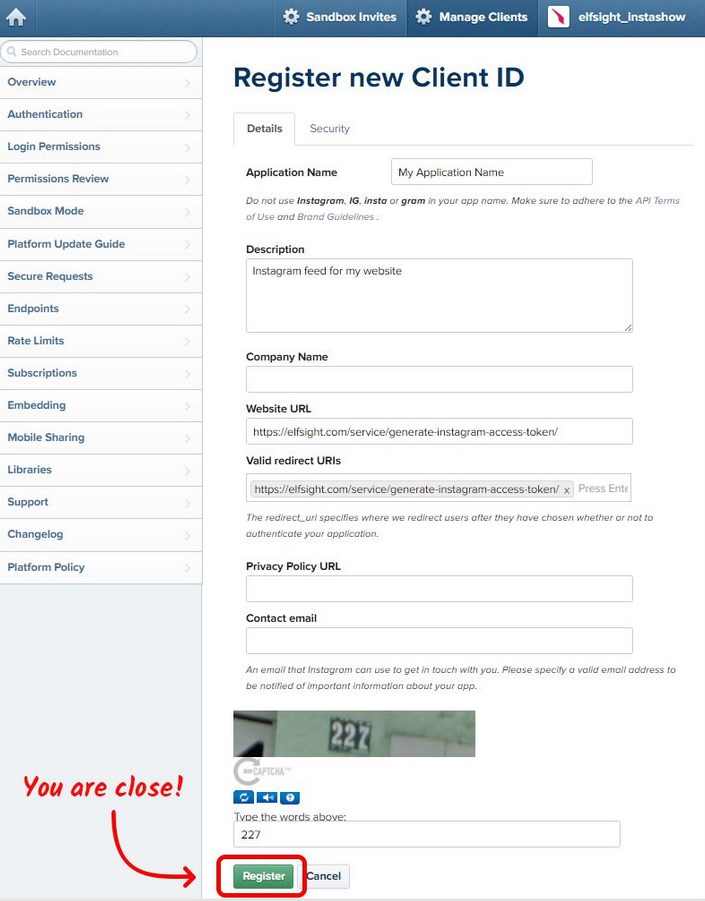 Sandbox Invites
Manage Clients
elfsight_instashow
Search Documentation
Overview
Authentication
Login Permissions
Permissions Review
Sandbox Mode
Platform Update Guide
Secure Requests
Endpoints
Rate Limits
Subscriptions
Embedding
Mobile Sharing
Libraries
Support
Changelog
Platform Policy
You are close!
Register new Client ID
Details
Security
Application Name
My Application Name
Do not use Instagram, IG, insta or gram in your app name. Make sure to adhere to the API Terms
of Use and Brand Guidelines .
Description
Instagram feed for my website
Company Name
Website URL
https://elfsight.com/service/generate-instagram-access-token/
Valid redirect URIs
https://elfsight.com/service/generate-instagram-access-token/ x Press Ente
The redirect_uri specifies where we redirect users after they have chosen whether or not to
authenticate your application.
Privacy Policy URL
Contact email
An email that Instagram can use to get in touch with you. Please specify a valid email address to
be notified of important information about your app.
227
reCAPTCHA™
Type the words above:
227
Register
Cancel